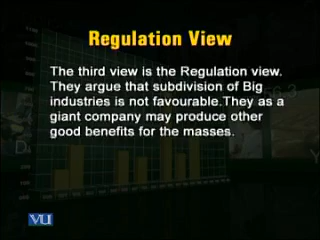 Regulation View
The third view is the Regulation view.
They argue that subdivision of Big
industries is not favourable.They as a
giant company may produce other
good benefits for the masses.
VU